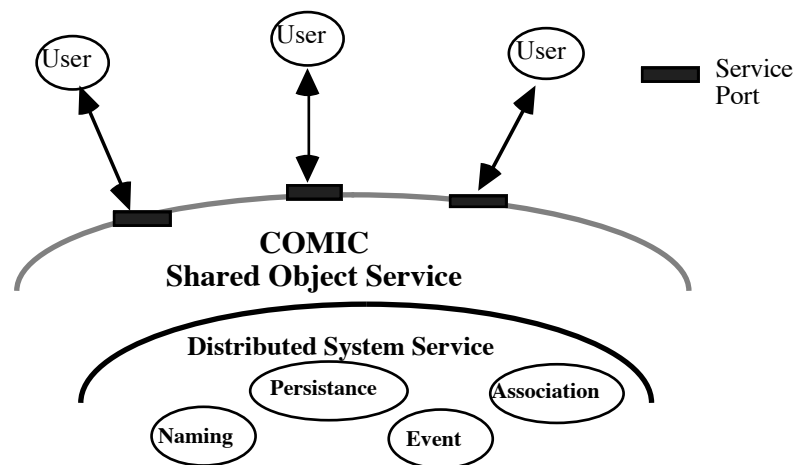 User
User
User
Service
Port
COMIC
Shared Object Service
Distributed System Service
Persistance
Association
Naming
Event